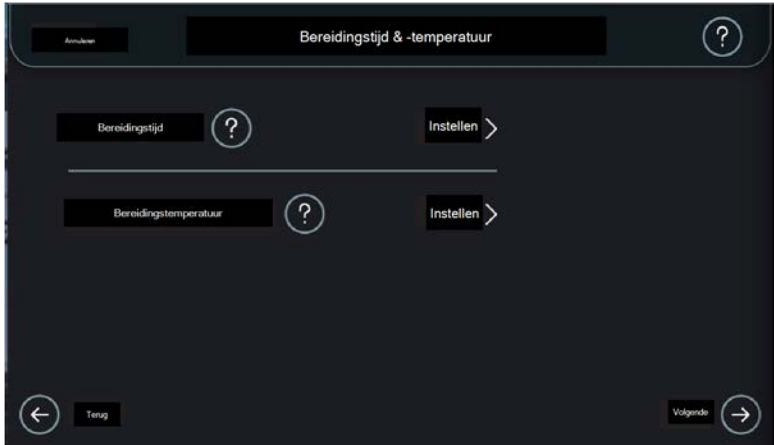 Annuleren
Bereidingstijd & -temperatuur
?
Bereidingstijd
?
Instellen
Bereidingstemperatuur
?
Instellen
Terug
Volgende